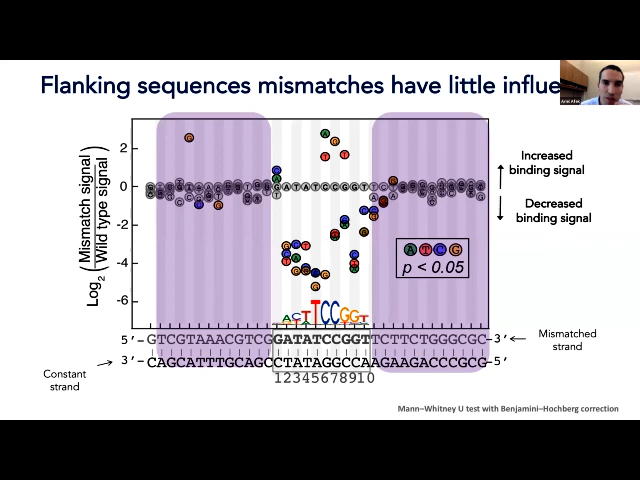 Flanking sequences mismatches have little influe
Ariel Afek
Log2 (Mismatch signal / Wild type signal)
2
0
-2
-4
-6
G A T A T C C G G T
Increased
binding signal
Decreased
binding signal
A T C G
p < 0.05
A C T T C C G G T
5′-GTCGTAAACGTCGGATATCCGGTTCTTCTGGGCGC-3′
3′-CAGCATTTGCAGCCTATAGGCCAAGAAGACCCGCG-5′
12345678910
Mismatched
strand
Constant
strand
Mann–Whitney U test with Benjamini–Hochberg correction